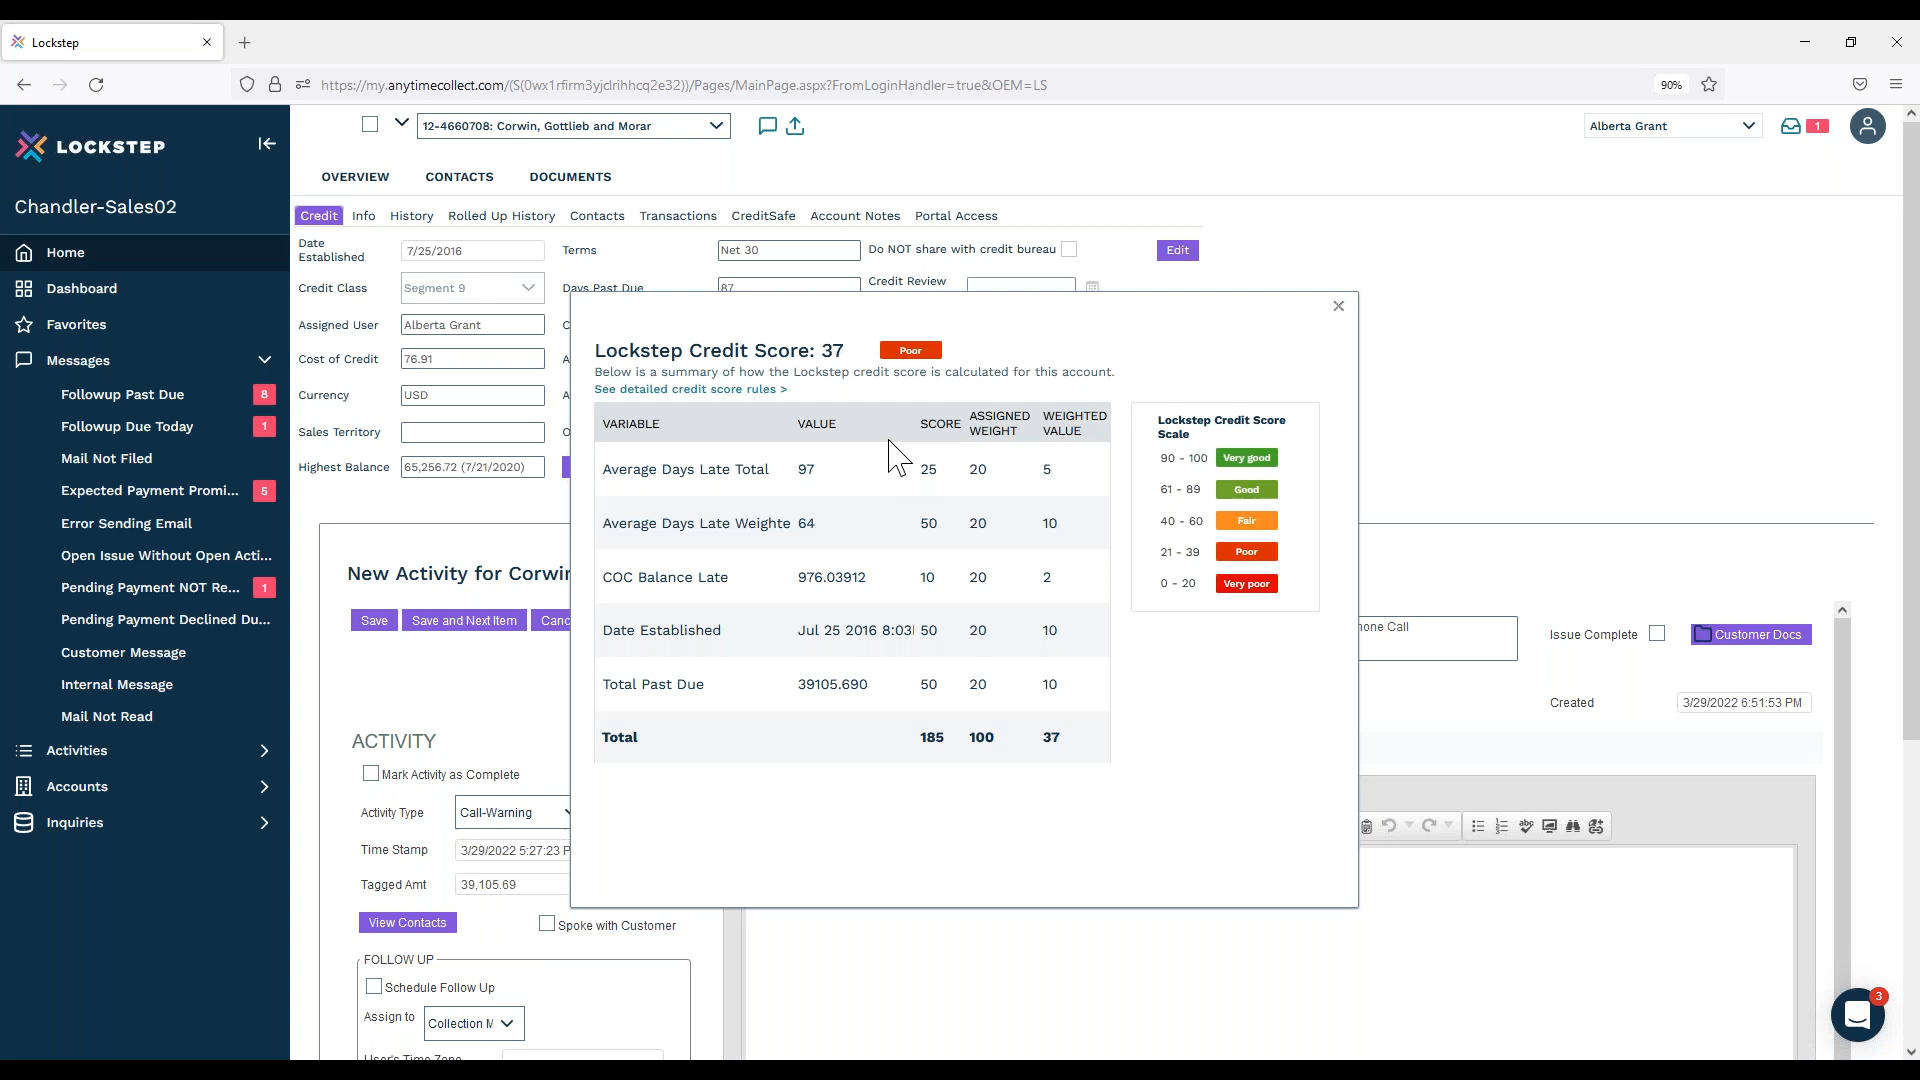 Lockstep
https://my.anytimecollect.com/(S(0wx1rfirm3yjdrihhcq2e32))/Pages/MainPage.aspx?FromLoginHandler=true&OEM=LS
90%
LOCKSTEP
12-4660708: Corwin, Gottlieb and Morar
Alberta Grant
1
OVERVIEW CONTACTS DOCUMENTS
Chandler-Sales02
Credit Info History Rolled Up History Contacts Transactions CreditSafe Account Notes Portal Access
Home
Dashboard
Favorites
Messages
Followup Past Due 8
Followup Due Today 1
Mail Not Filed
Expected Payment Promi... 5
Error Sending Email
Open Issue Without Open Acti...
Pending Payment NOT Re... 1
Pending Payment Declined Du...
Customer Message
Internal Message
Mail Not Read
Activities
Accounts
Inquiries
Date Established 7/25/2016 Terms Net 30 Do NOT share with credit bureau Edit
Credit Class Segment 9 Days Past Due 87 Credit Review
Assigned User Alberta Grant
Cost of Credit 76.91
Currency USD
Sales Territory
Highest Balance 65,256.72 (7/21/2020)
Lockstep Credit Score: 37 Poor
Below is a summary of how the Lockstep credit score is calculated for this account.
See detailed credit score rules >
VARIABLE VALUE SCORE ASSIGNED WEIGHT WEIGHTED VALUE
Average Days Late Total 97 25 20 5
Average Days Late Weighte 64 50 20 10
COC Balance Late 976.03912 10 20 2
Date Established Jul 25 2016 8:03 50 20 10
Total Past Due 39105.690 50 20 10
Total 185 100 37
Lockstep Credit Score Scale
90 - 100 Very good
61 - 89 Good
40 - 60 Fair
21 - 39 Poor
0 - 20 Very poor
New Activity for Corwin
Save Save and Next Item Canc
hone Call
Issue Complete
Customer Docs
Created 3/29/2022 6:51:53 PM
ACTIVITY
Mark Activity as Complete
Activity Type Call-Warning
Time Stamp 3/29/2022 5:27:23 P
Tagged Amt 39,105.69
View Contacts Spoke with Customer
FOLLOW UP
Schedule Follow Up
Assign to Collection M
User's Time Zone
3